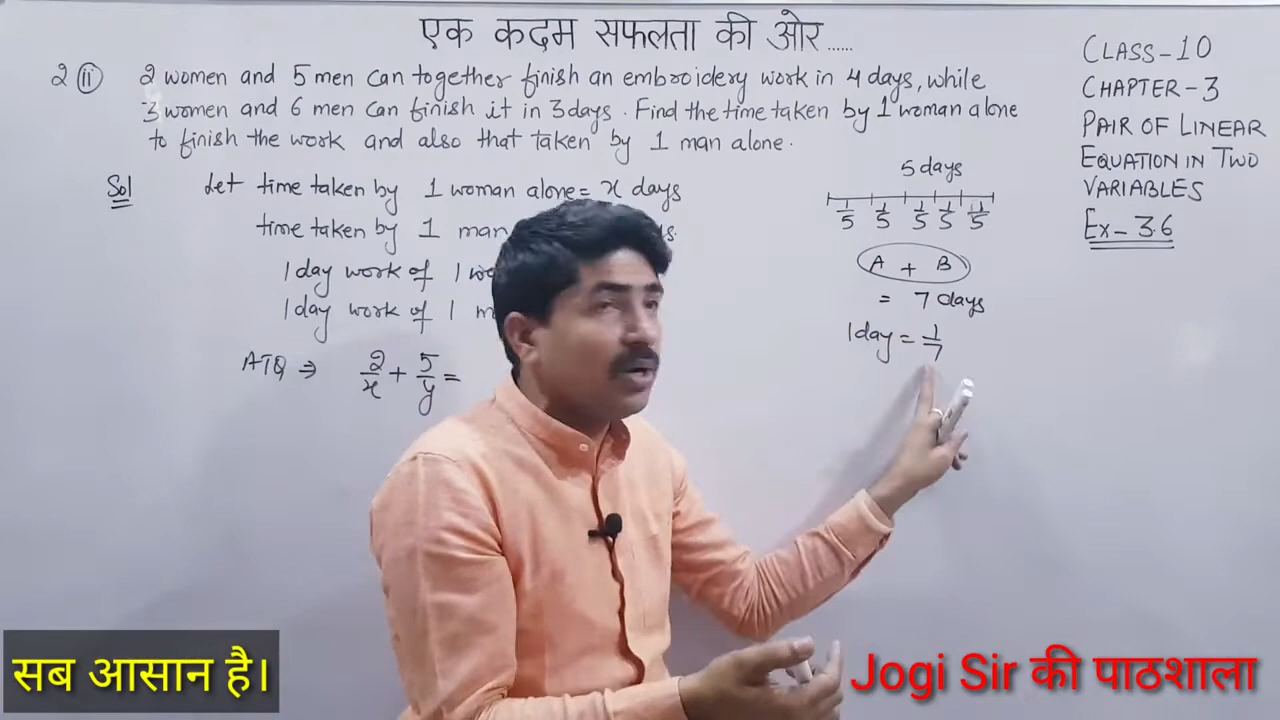 एक कदम सफलता की ओर......
2 (ii) 2 women and 5 men can together finish an embroidery work in 4 days, while
3 women and 6 men can finish it in 3 days. Find the time taken by 1 woman alone
to finish the work and also that taken by 1 man alone.
Sol Let time taken by 1 woman alone = x days
time taken by 1 man
1 day work of 1
1 day work of 1
ATQ ⇒ 2/x + 5/y =
5 days
1/5 1/5 1/5 1/5 1/5
A + B
= 7 days
1 day = 1/7
CLASS-10
CHAPTER-3
PAIR OF LINEAR
EQUATION IN TWO
VARIABLES
Ex-3.6
सब आसान है।
Jogi Sir की पाठशाला